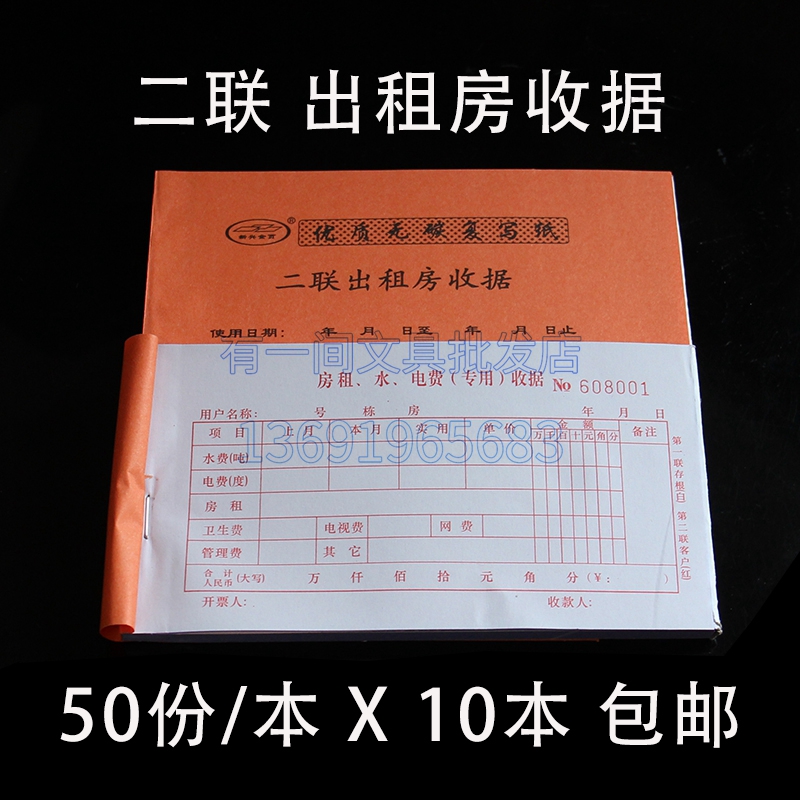 二联 出租房收据
新兴会页 ® 优质无碳复写纸
二联出租房收据
使用日期： 年 月 日至 年 月 日止
有一间文具批发店
房租、水、电费(专用)收据 No 608001
用户名称: 号 栋 房 年 月 日
项目 上月 本月 实用 单价 金额 备注
万千百十元角分
13691965683
水费(吨)
电费(度)
房租
卫生费 电视费 网费
管理费 其它
合计人民币(大写) 万 仟 佰 拾 元 角 分(¥: )
开票人: 收款人:
第一联存根(白) 第二联客户(红)
50份/本 X 10本 包邮